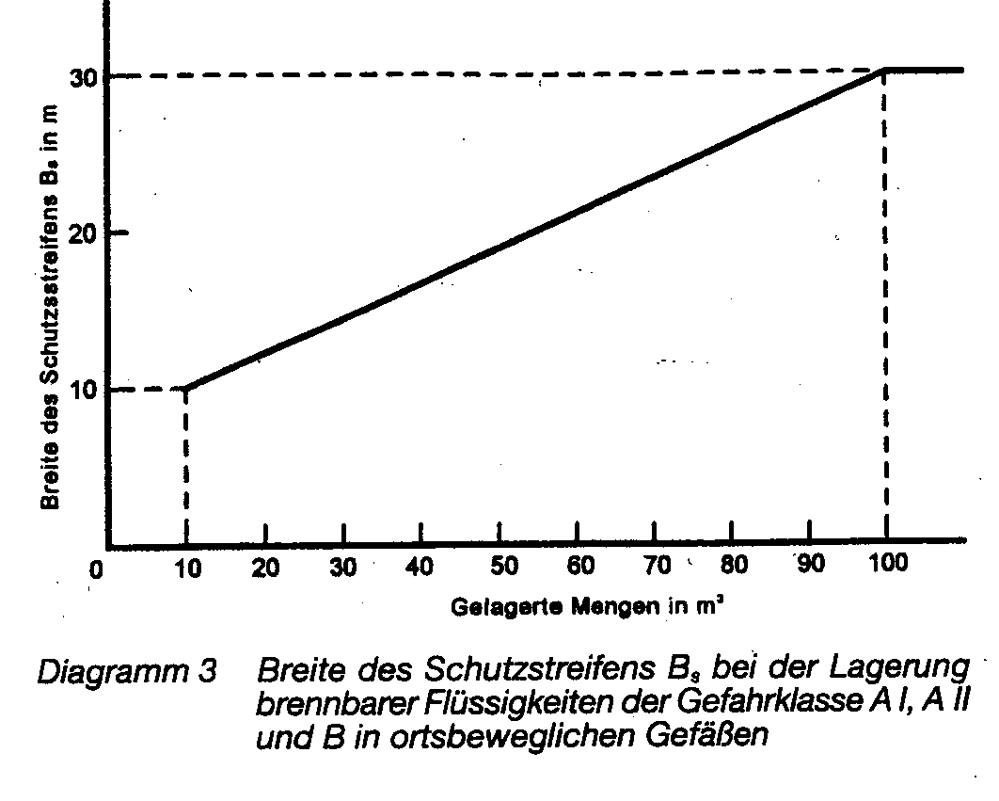 30
20
10
Breite des Schutzsstreifens Bs in m
0 10 20 30 40 50 60 70 80 90 100
Gelagerte Mengen in m³
Diagramm 3 Breite des Schutzstreifens Bs bei der Lagerung
brennbarer Flüssigkeiten der Gefahrklasse A I, A II
und B in ortsbeweglichen Gefäßen